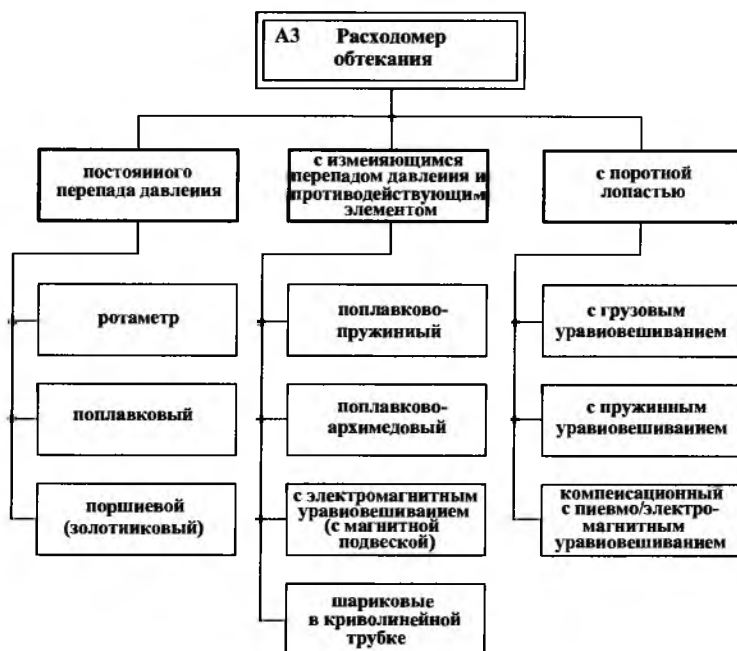 А3 Расходомер
обтекания
постоянного
перепада давления
с изменяющимся
перепадом давления и
противодействующим
элементом
с поротной
лопастью
ротаметр
поплавковый
поршневой
(золотниковый)
поплавково-
пружинный
поплавково-
архимедовый
с электромагнитным
уравновешиванием
(с магнитной
подвеской)
шариковые
в криволинейной
трубке
с грузовым
уравновешиванием
с пружинным
уравновешиванием
компенсационный
с пневмо/электро-
магнитным
уравновешиванием